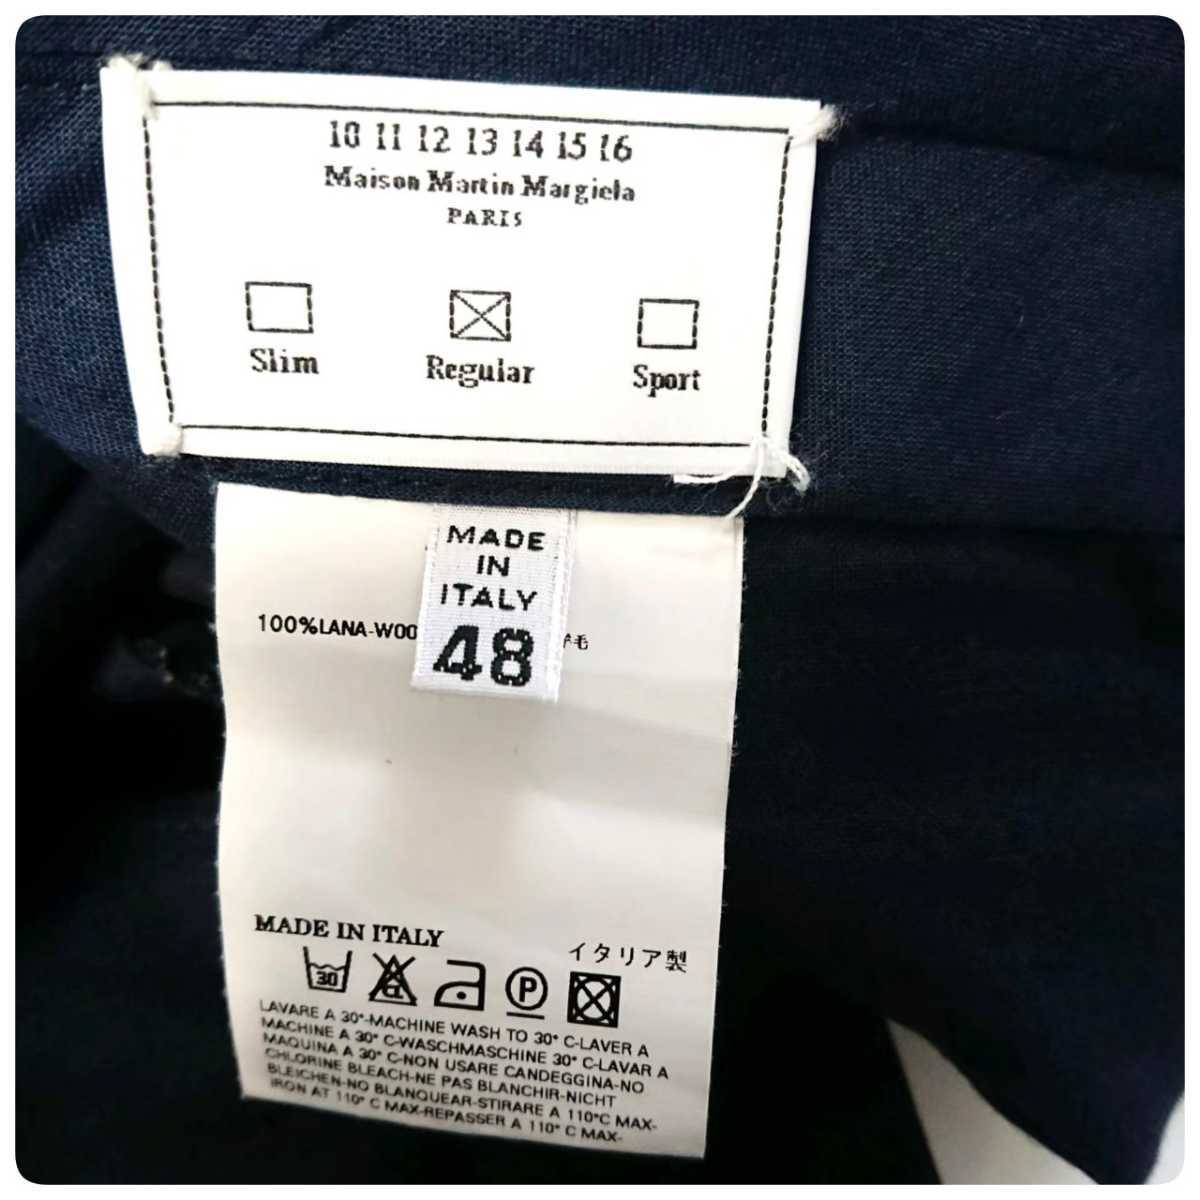 10 11 12 13 14 15 16
Maison Martin Margiela
PARIS
Slim Regular Sport
MADE
IN
ITALY
48
100%LANA-WOO 毛
MADE IN ITALY
イタリア製
30 CL P
LAVARE A 30°-MACHINE WASH TO 30° C-LAVER A
MACHINE A 30° C-WASCHMASCHINE 30° C-LAVAR A
MAQUINA A 30° C-NON USARE CANDEGGINA-NO
CHLORINE BLEACH-NE PAS BLANCHIR-NICHT
BLEICHEN-NO BLANQUEAR-STIRARE A 110°C MAX-
IRON AT 110° C MAX-REPASSER A 110° C MAX-